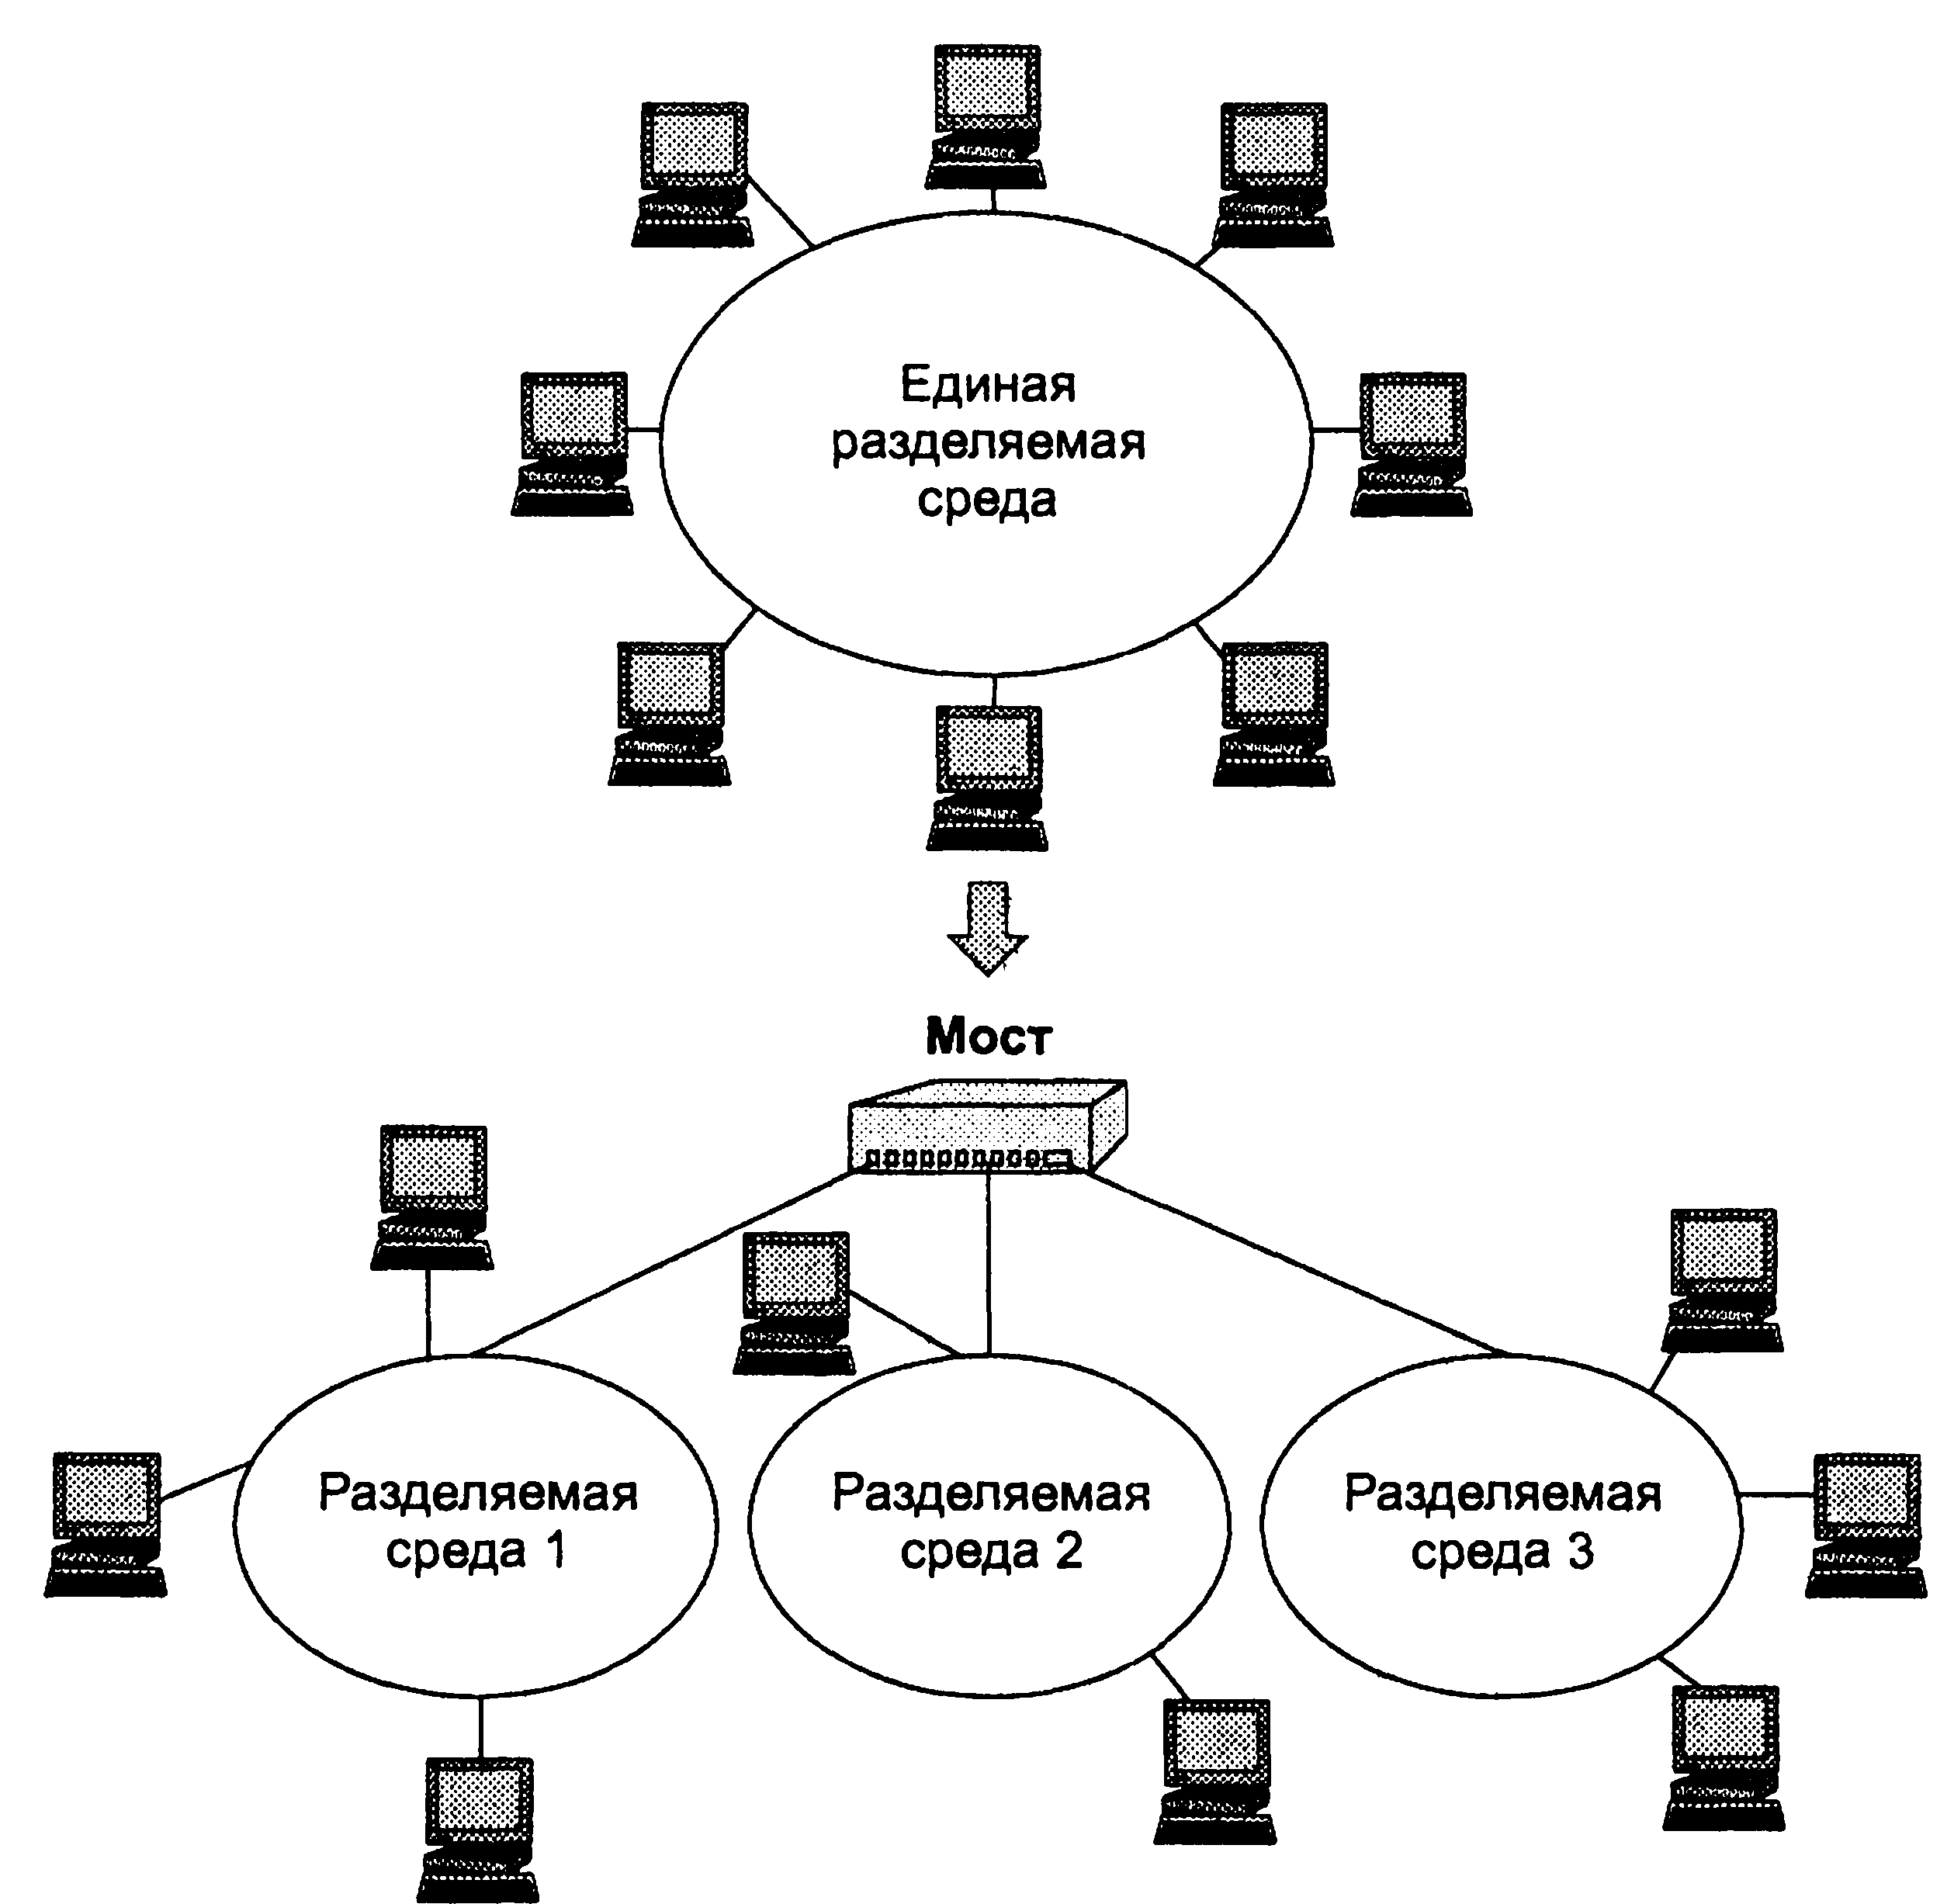 Единая
разделяемая
среда
Мост
Разделяемая
среда 1
Разделяемая
среда 2
Разделяемая
среда 3